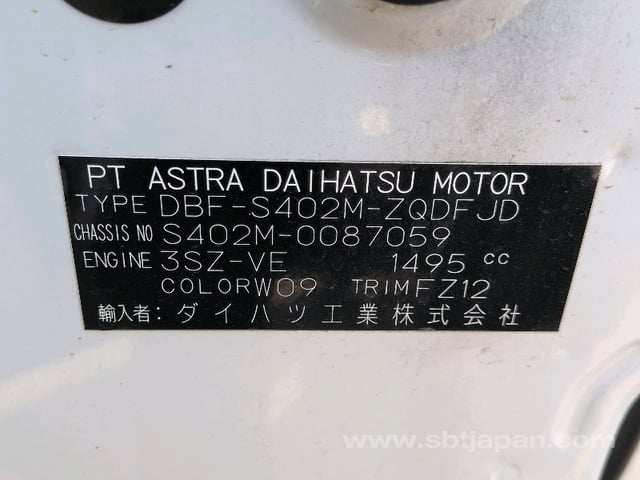 PT ASTRA DAIHATSU MOTOR
TYPE DBF-S402M-ZQDFJD
CHASSIS NO S402M-0087059
ENGINE 3SZ-VE 1495 cc
COLOR W09 TRIM FZ12
輸入者: ダイハツ工業株式会社
www.sbtjapan.com